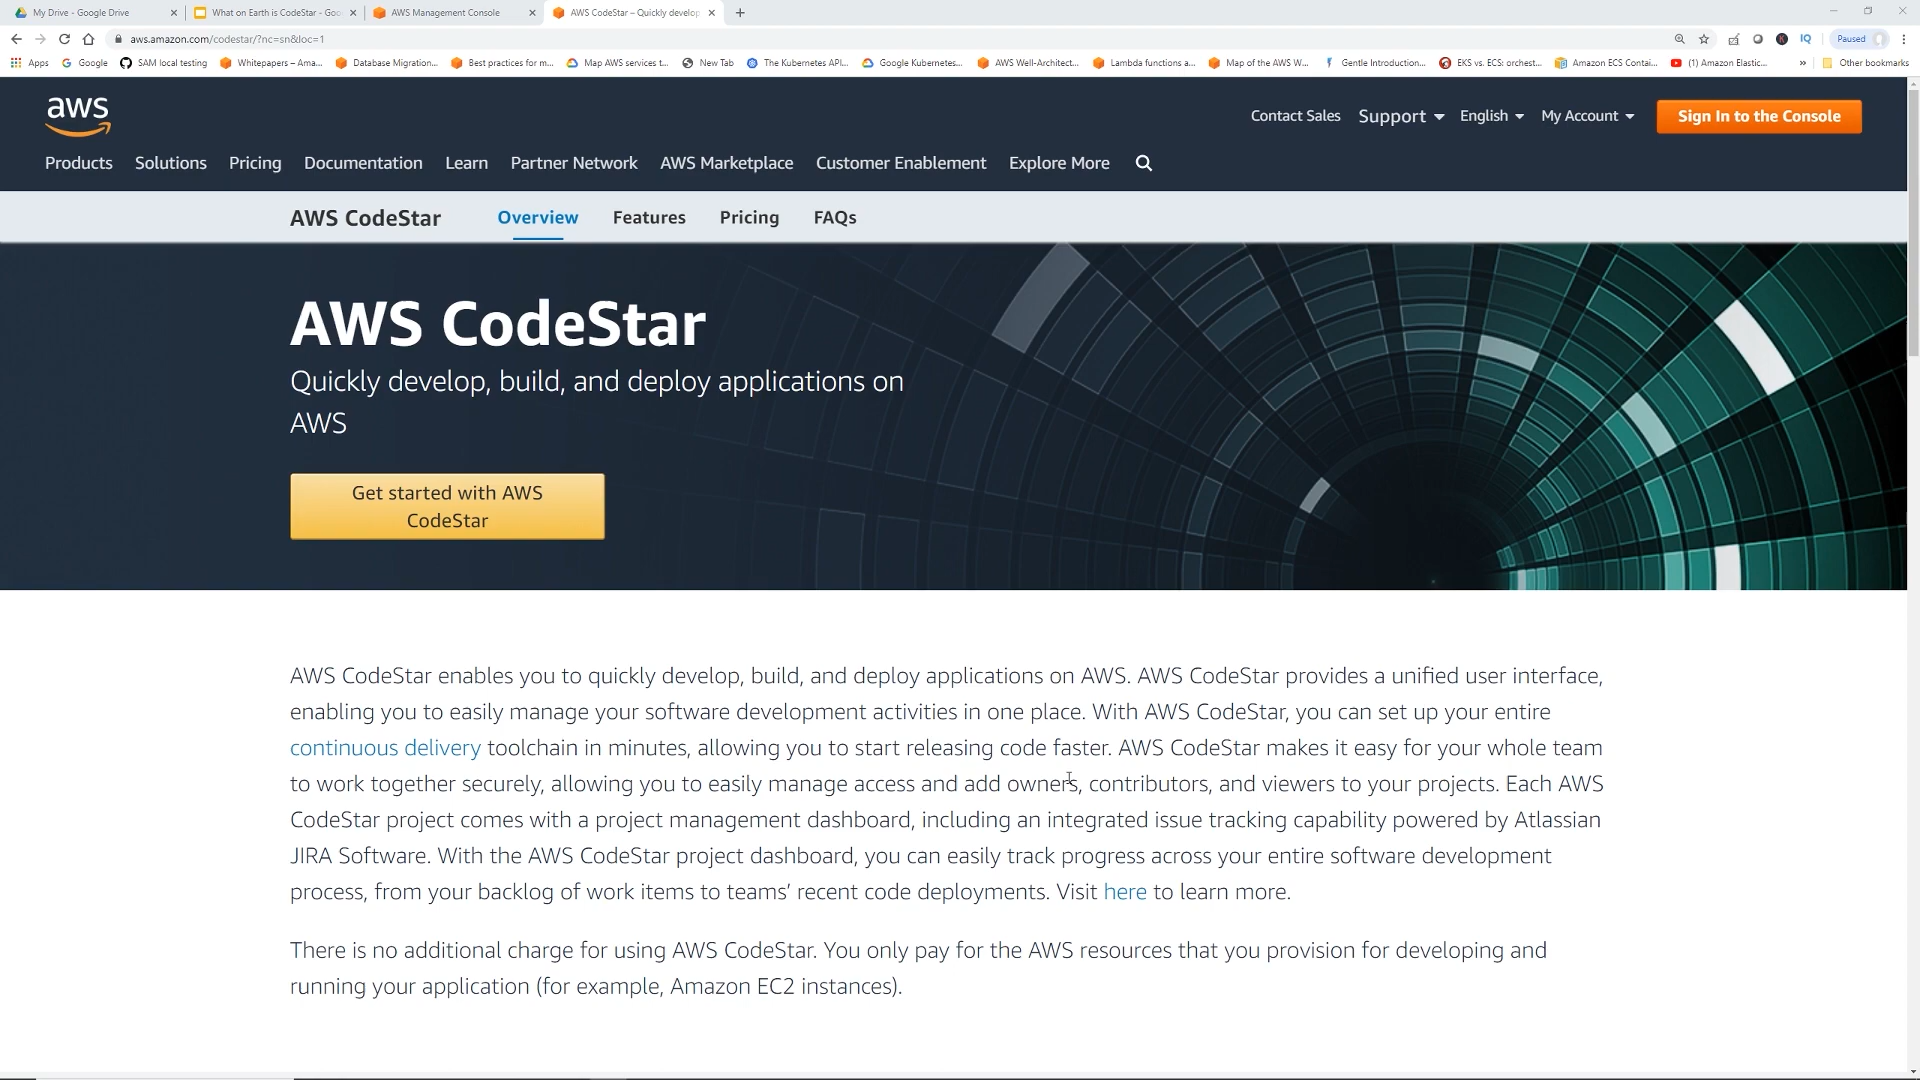 My Drive - Google Drive
What on Earth is CodeStar - Goo
AWS Management Console
AWS CodeStar – Quickly develop
aws.amazon.com/codestar/?nc=sn&loc=1
Paused
Apps
Google
SAM local testing
Whitepapers – Ama...
Database Migration...
Best practices for m...
Map AWS services t...
New Tab
The Kubernetes API...
Google Kubernetes...
AWS Well-Architect...
Lambda functions a...
Map of the AWS W...
Gentle Introduction...
EKS vs. ECS: orchest...
Amazon ECS Contai...
(1) Amazon Elastic...
»
Other bookmarks
aws
Contact Sales
Support
English
My Account
Sign In to the Console
Products
Solutions
Pricing
Documentation
Learn
Partner Network
AWS Marketplace
Customer Enablement
Explore More
AWS CodeStar
Overview
Features
Pricing
FAQs
AWS CodeStar
Quickly develop, build, and deploy applications on
AWS
Get started with AWS
CodeStar
AWS CodeStar enables you to quickly develop, build, and deploy applications on AWS. AWS CodeStar provides a unified user interface,
enabling you to easily manage your software development activities in one place. With AWS CodeStar, you can set up your entire
continuous delivery toolchain in minutes, allowing you to start releasing code faster. AWS CodeStar makes it easy for your whole team
to work together securely, allowing you to easily manage access and add owners, contributors, and viewers to your projects. Each AWS
CodeStar project comes with a project management dashboard, including an integrated issue tracking capability powered by Atlassian
JIRA Software. With the AWS CodeStar project dashboard, you can easily track progress across your entire software development
process, from your backlog of work items to teams’ recent code deployments. Visit here to learn more.
There is no additional charge for using AWS CodeStar. You only pay for the AWS resources that you provision for developing and
running your application (for example, Amazon EC2 instances).